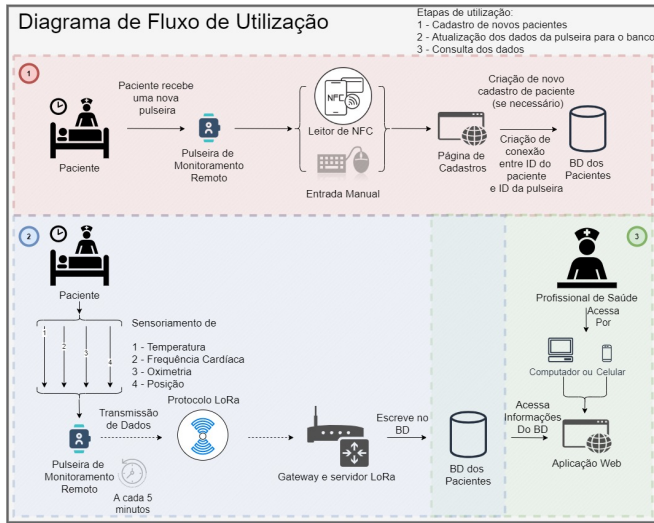 Diagrama de Fluxo de Utilização
Etapas de utilização:
1 - Cadastro de novos pacientes
2 - Atualização dos dados da pulseira para o banco
3 - Consulta dos dados
1
Paciente
Paciente recebe
uma nova
pulseira
Pulseira de
Monitoramento
Remoto
NFC
Leitor de NFC
Entrada Manual
Página de
Cadastros
Criação de novo
cadastro de paciente
(se necessário)
Criação de
conexão
entre ID do
paciente
e ID da pulseira
BD dos
Pacientes
2
Paciente
1
2
3
4
Sensoriamento de
1 - Temperatura
2 - Frequência Cardíaca
3 - Oximetria
4 - Posição
Pulseira de
Monitoramento
Remoto
A cada 5
minutos
Transmissão
de Dados
Protocolo LoRa
Gateway e servidor LoRa
Escreve no
BD
BD dos
Pacientes
3
Profissional de Saúde
Acessa
Por
Computador ou Celular
Acessa
Informações
Do BD
Aplicação Web